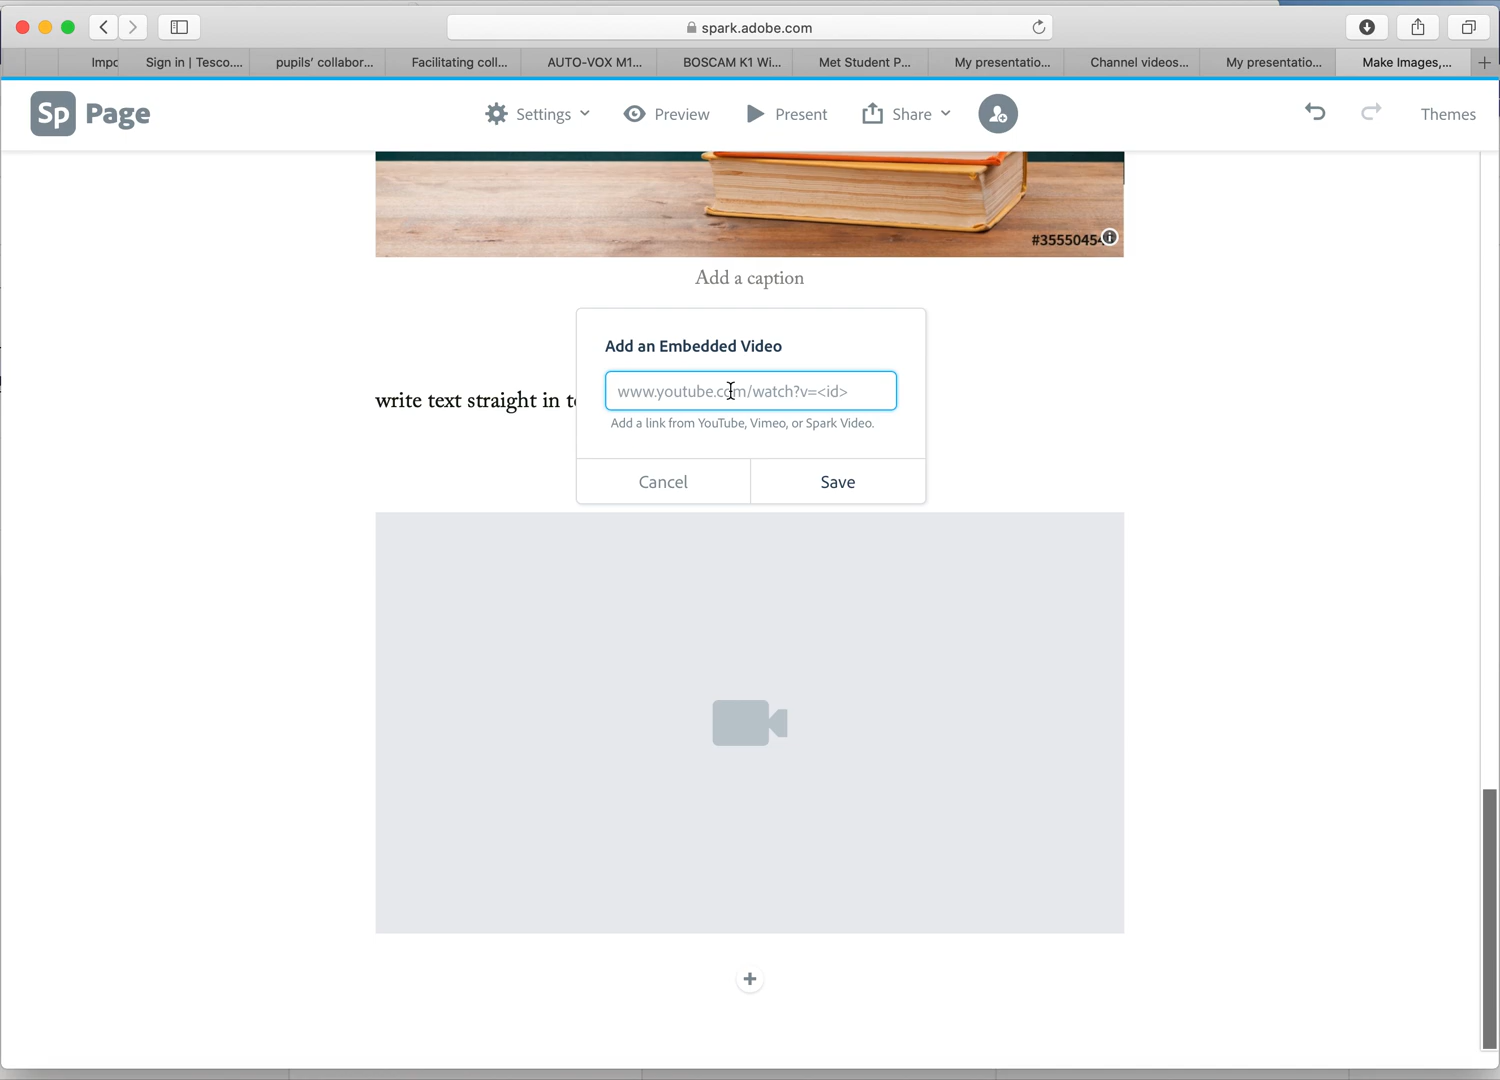 spark.adobe.com
Impo
Sign in | Tesco....
pupils' collabor...
Facilitating coll...
AUTO-VOX M1...
BOSCAM K1 Wi...
Met Student P...
My presentatio...
Channel videos...
My presentatio...
Make Images,...
Sp Page
Settings
Preview
Present
Share
Themes
#3555045
Add a caption
Add an Embedded Video
www.youtube.com/watch?v=<id>
write text straight in to
Add a link from YouTube, Vimeo, or Spark Video.
Cancel
Save